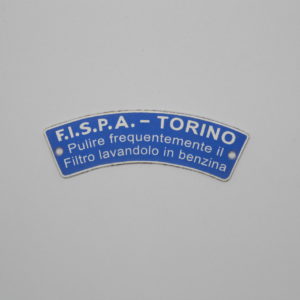 F.I.S.P.A. – TORINO
Pulire frequentemente il
Filtro lavandolo in benzina